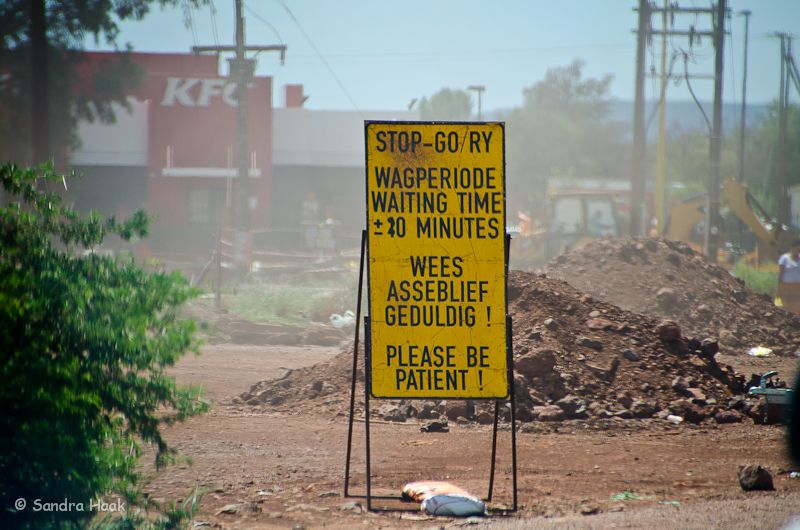 KFC
STOP-GO/RY
WAGPERIODE
WAITING TIME
± 20 MINUTES
WEES
ASSEBLIEF
GEDULDIG !
PLEASE BE
PATIENT !
© Sandra Haak